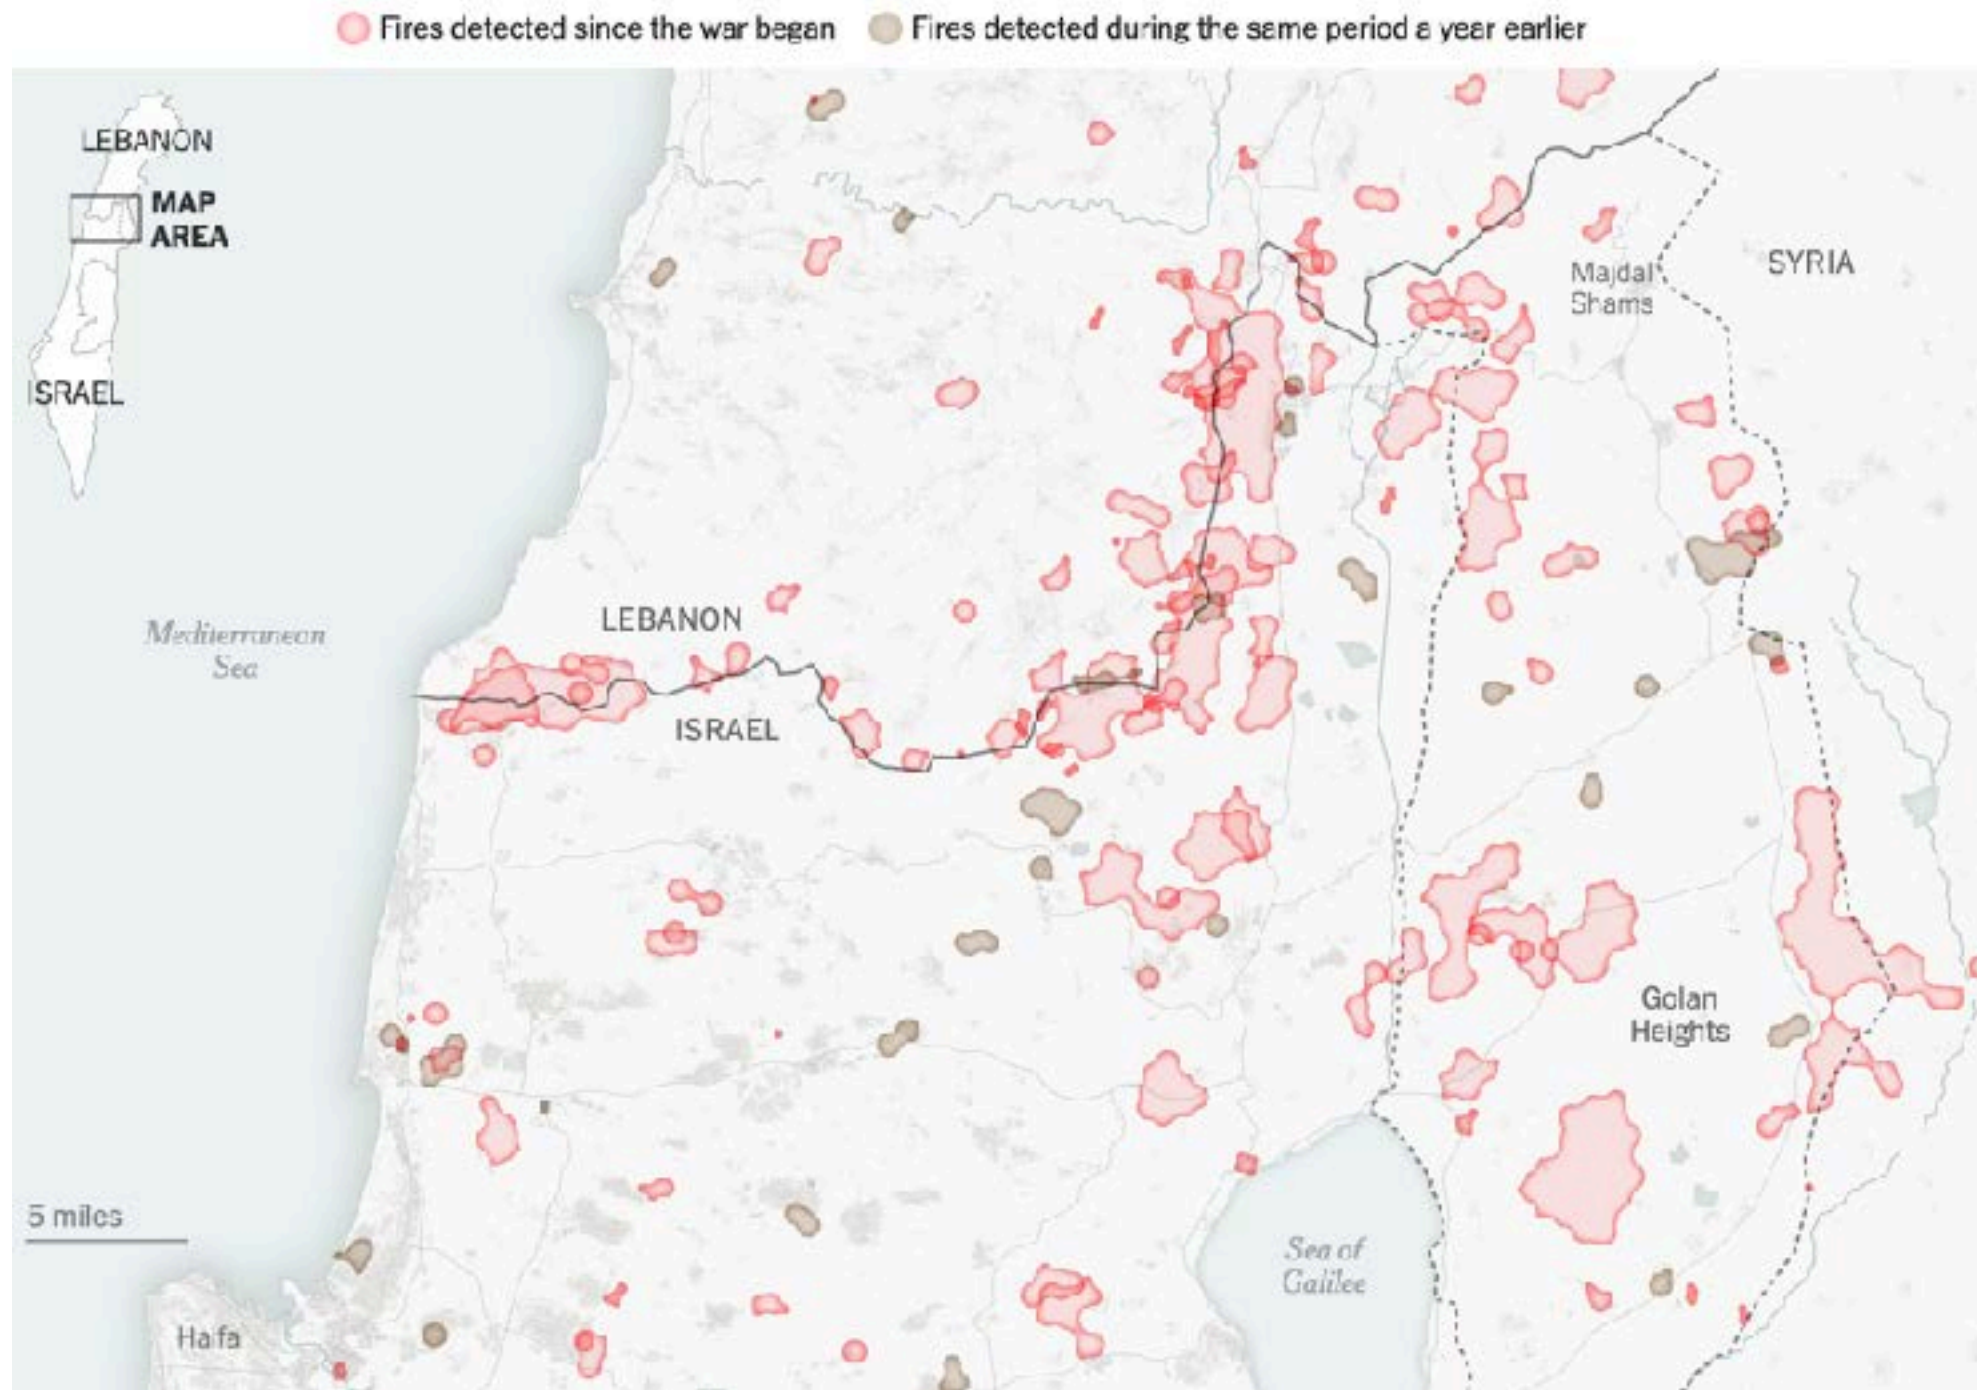 Fires detected since the war began
Fires detected during the same period a year earlier
LEBANON
MAP
AREA
ISRAEL
SYRIA
Majdal
Shams
Mediterranean
Sea
LEBANON
ISRAEL
Golan
Heights
5 miles
Sea of
Galilee
Haifa